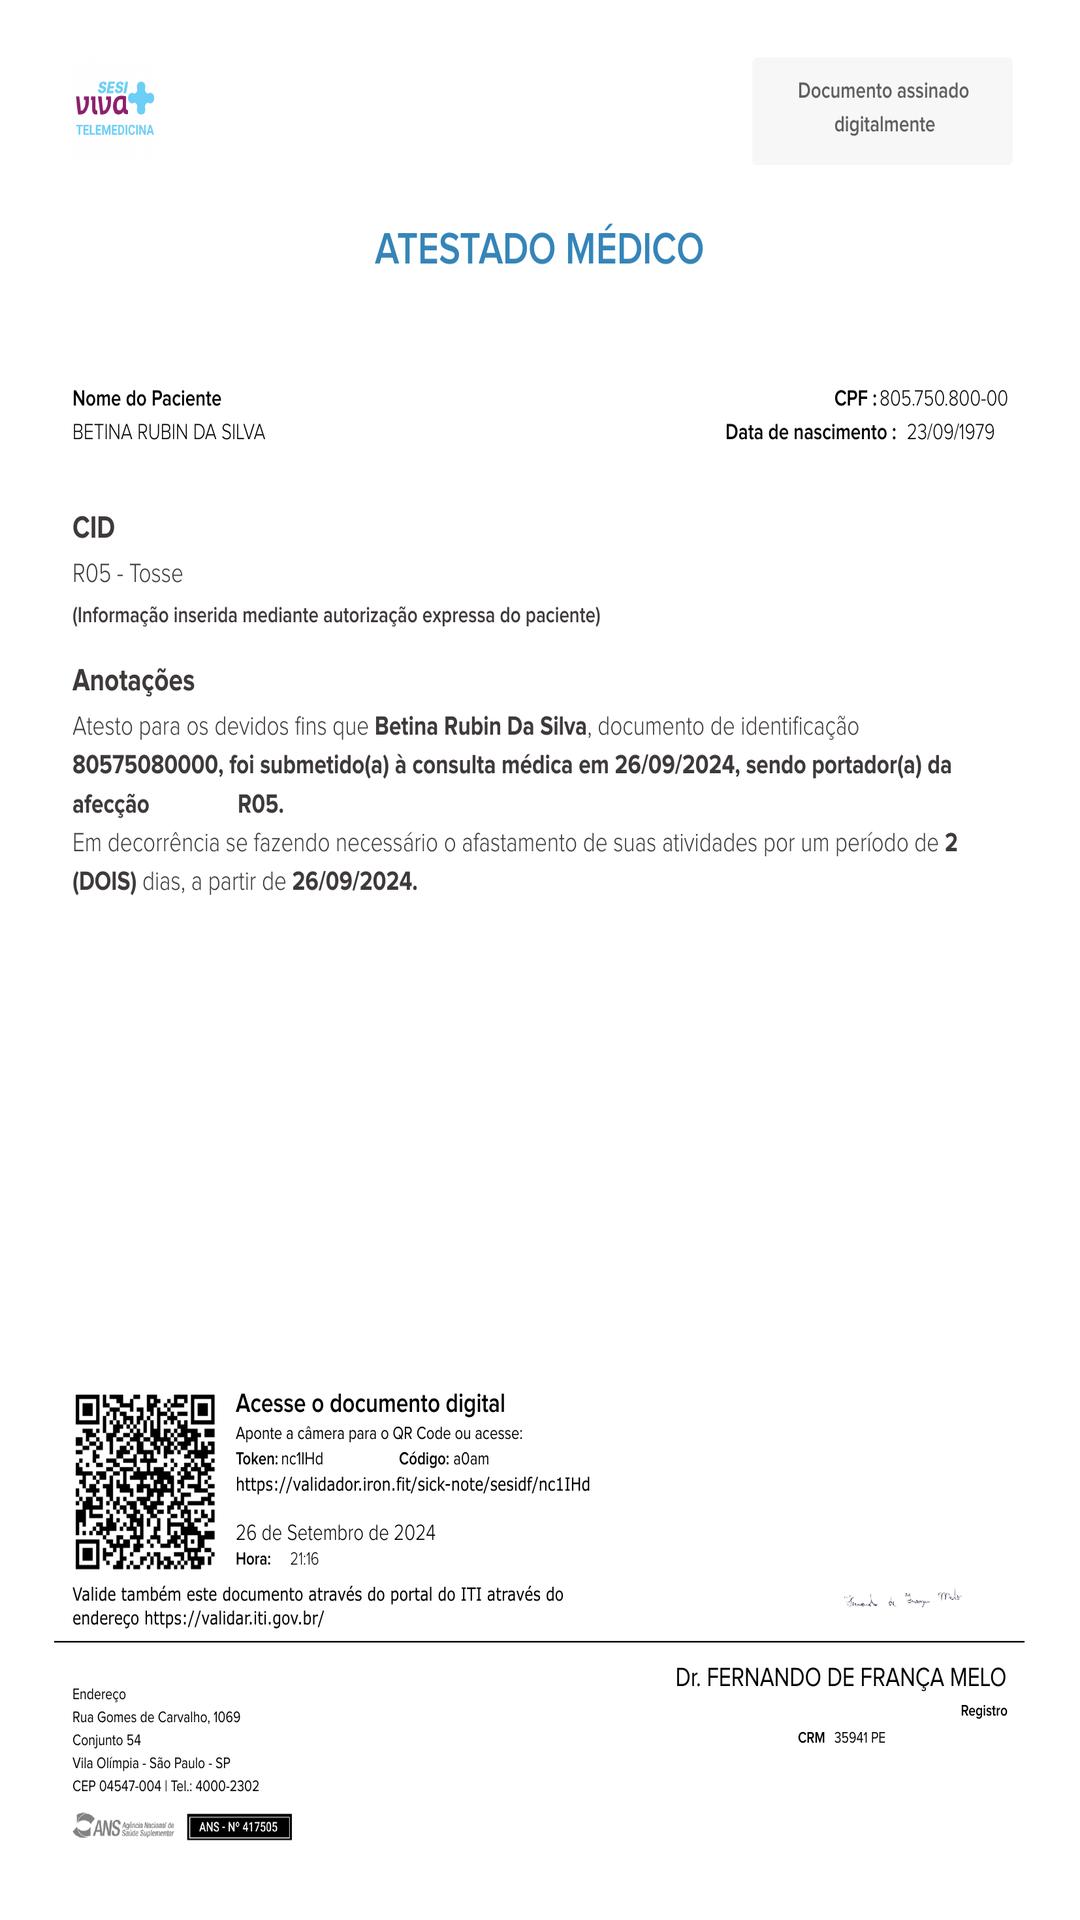 SESI
viva+
TELEMEDICINA
Documento assinado
digitalmente
ATESTADO MÉDICO
Nome do Paciente
BETINA RUBIN DA SILVA
CPF : 805.750.800-00
Data de nascimento : 23/09/1979
CID
R05 - Tosse
(Informação inserida mediante autorização expressa do paciente)
Anotações
Atesto para os devidos fins que Betina Rubin Da Silva, documento de identificação
80575080000, foi submetido(a) à consulta médica em 26/09/2024, sendo portador(a) da
afecção R05.
Em decorrência se fazendo necessário o afastamento de suas atividades por um período de 2
(DOIS) dias, a partir de 26/09/2024.
Acesse o documento digital
Aponte a câmera para o QR Code ou acesse:
Token: nc1IHd Código: a0am
https://validador.iron.fit/sick-note/sesidf/nc1IHd
26 de Setembro de 2024
Hora: 21:16
Valide também este documento através do portal do ITI através do
endereço https://validar.iti.gov.br/
Fernando de França Melo
Dr. FERNANDO DE FRANÇA MELO
Registro
CRM 35941 PE
Endereço
Rua Gomes de Carvalho, 1069
Conjunto 54
Vila Olímpia - São Paulo - SP
CEP 04547-004 | Tel.: 4000-2302
ANS Agência Nacional de
Saúde Suplementar
ANS - Nº 417505